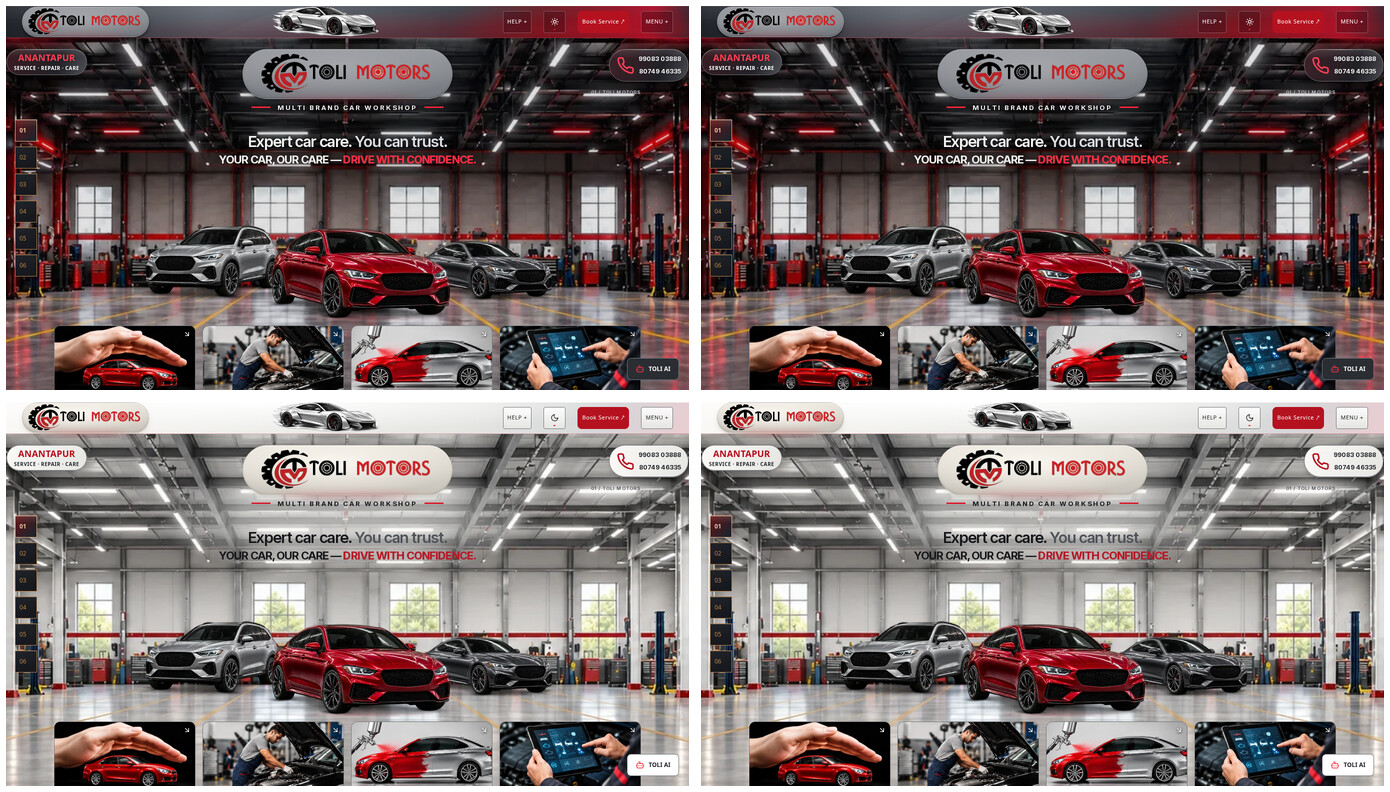 TOLI MOTORS
HELP +
Book Service ↗
MENU +
ANANTAPUR
SERVICE · REPAIR · CARE
TOLI MOTORS
MULTI BRAND CAR WORKSHOP
99083 03888
80749 46335
01 / TOLI MOTORS
Expert car care. You can trust.
YOUR CAR, OUR CARE — DRIVE WITH CONFIDENCE.
01
02
03
04
05
06
TOLI AI
TOLI MOTORS
HELP +
Book Service ↗
MENU +
ANANTAPUR
SERVICE · REPAIR · CARE
TOLI MOTORS
MULTI BRAND CAR WORKSHOP
99083 03888
80749 46335
01 / TOLI MOTORS
Expert car care. You can trust.
YOUR CAR, OUR CARE — DRIVE WITH CONFIDENCE.
01
02
03
04
05
06
TOLI AI
TOLI MOTORS
HELP +
Book Service ↗
MENU +
ANANTAPUR
SERVICE · REPAIR · CARE
TOLI MOTORS
MULTI BRAND CAR WORKSHOP
99083 03888
80749 46335
01 / TOLI MOTORS
Expert car care. You can trust.
YOUR CAR, OUR CARE — DRIVE WITH CONFIDENCE.
01
02
03
04
05
06
TOLI AI
TOLI MOTORS
HELP +
Book Service ↗
MENU +
ANANTAPUR
SERVICE · REPAIR · CARE
TOLI MOTORS
MULTI BRAND CAR WORKSHOP
99083 03888
80749 46335
01 / TOLI MOTORS
Expert car care. You can trust.
YOUR CAR, OUR CARE — DRIVE WITH CONFIDENCE.
01
02
03
04
05
06
TOLI AI